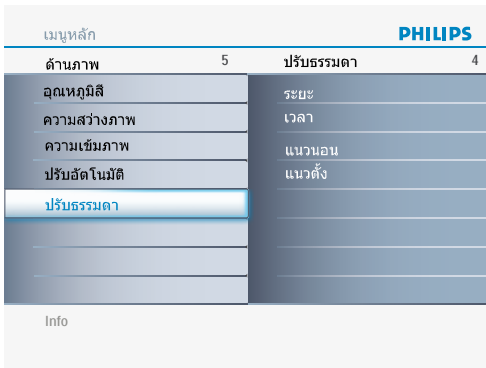 เมนูหลัก PHILIPS
ด้านภาพ 5 ปรับธรรมดา 4
อุณหภูมิสี
ความสว่างภาพ
ความเข้มภาพ
ปรับอัตโนมัติ
ปรับธรรมดา
ระยะ
เวลา
แนวนอน
แนวตั้ง
Info